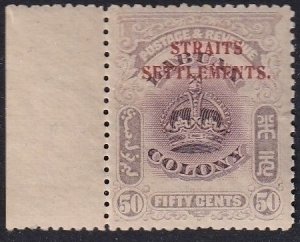 POSTAGE & REVENUE
STRAITS
LABUAN
SETTLEMENTS.
COLONY
50 FIFTY CENTS 50